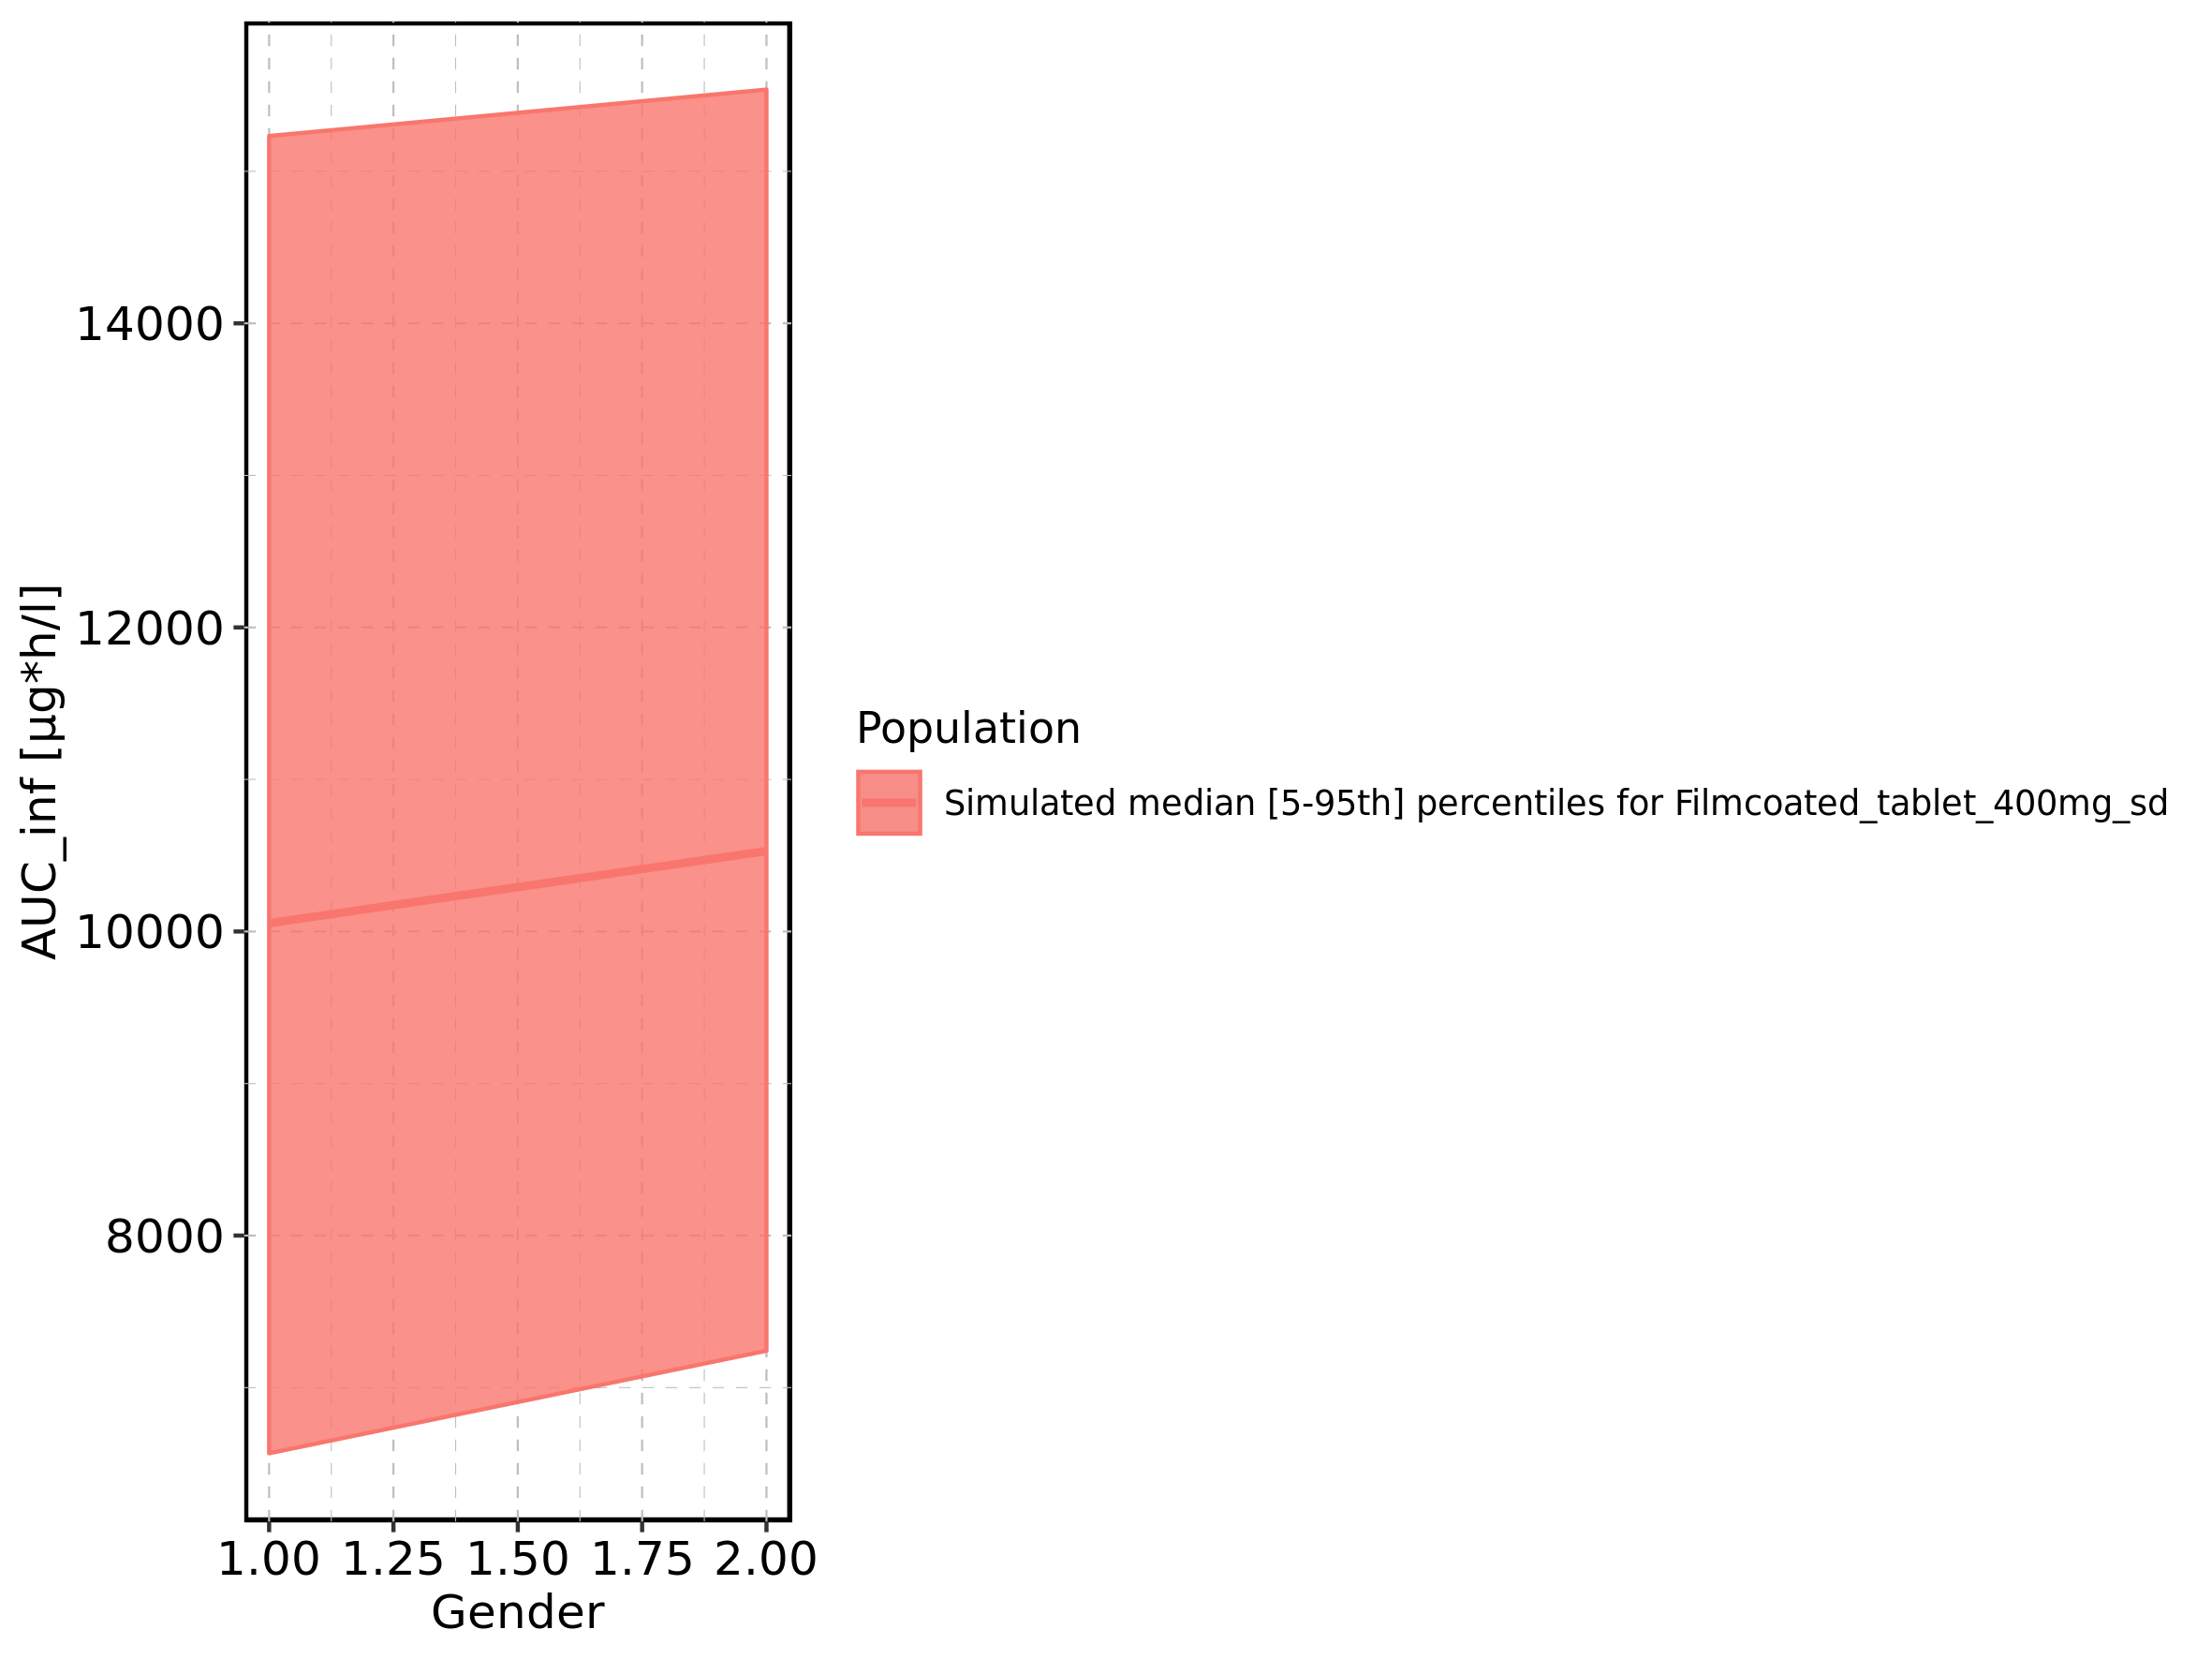 AUC_inf [µg*h/l]
14000
12000
10000
8000
1.00 1.25 1.50 1.75 2.00
Gender
Population
Simulated median [5-95th] percentiles for Filmcoated_tablet_400mg_sd